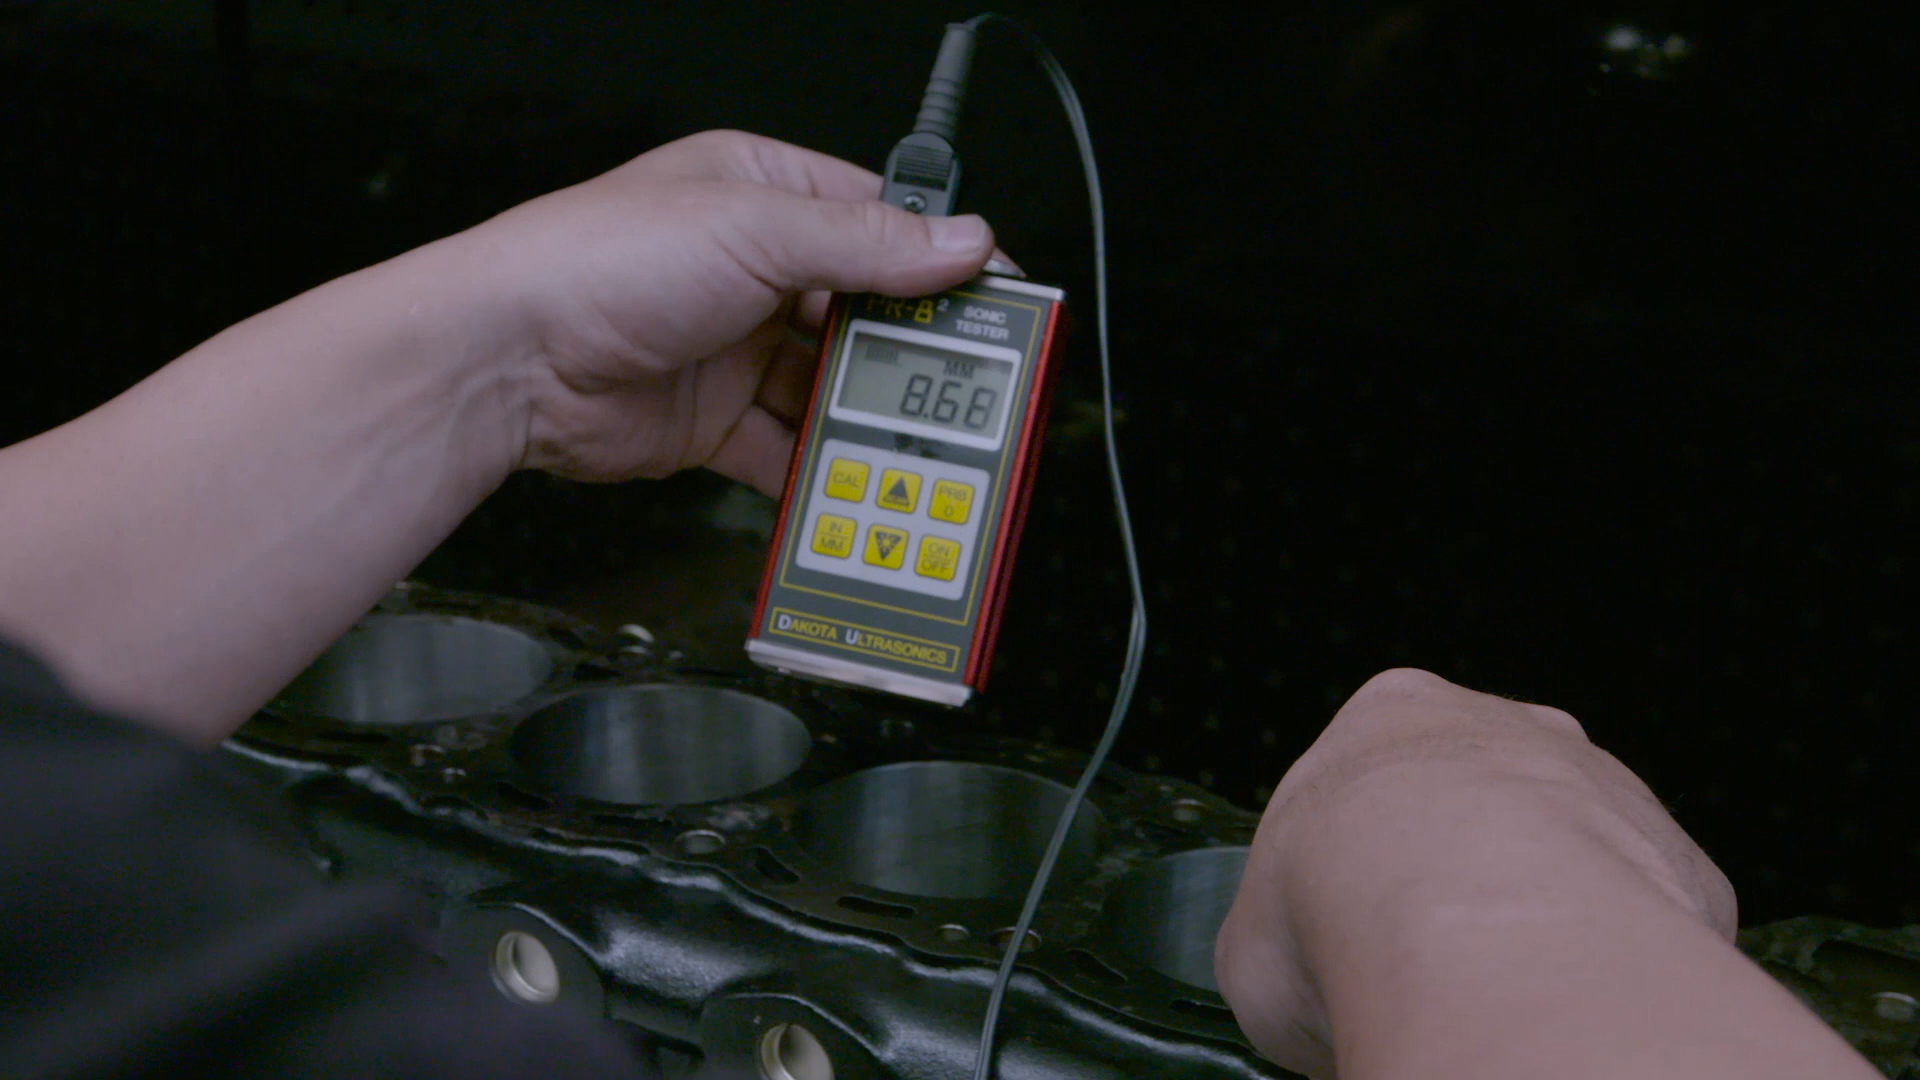 PR-8²
SONIC
TESTER
MM
8.68
CAL
PRB
0
IN
MM
ON
OFF
DAKOTA ULTRASONICS